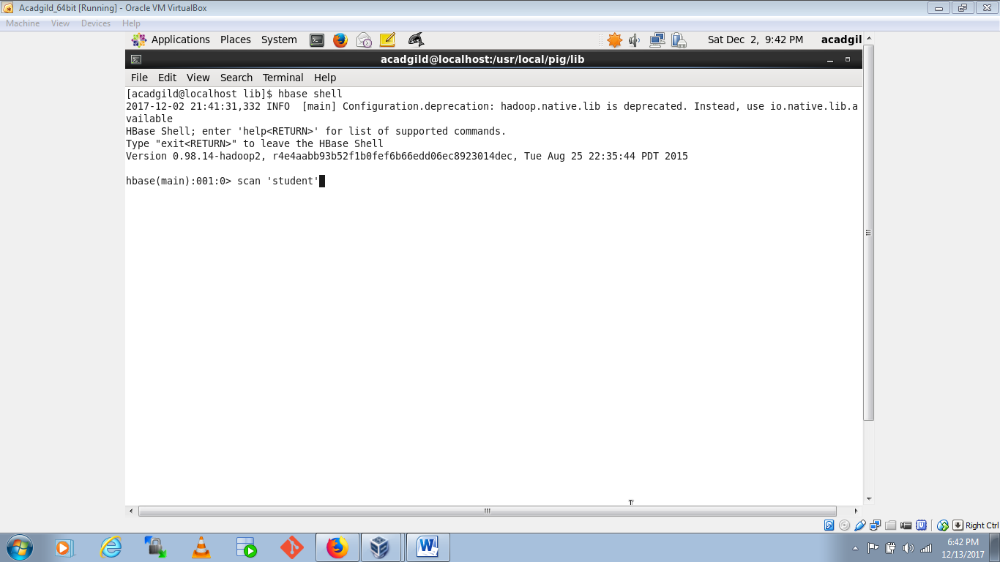 Acadgild_64bit [Running] - Oracle VM VirtualBox
Machine View Devices Help
Applications Places System Sat Dec 2, 9:42 PM acadgil
acadgild@localhost:/usr/local/pig/lib
File Edit View Search Terminal Help
[acadgild@localhost lib]$ hbase shell
2017-12-02 21:41:31,332 INFO  [main] Configuration.deprecation: hadoop.native.lib is deprecated. Instead, use io.native.lib.a
vailable
HBase Shell; enter 'help<RETURN>' for list of supported commands.
Type "exit<RETURN>" to leave the HBase Shell
Version 0.98.14-hadoop2, r4e4aabb93b52f1b0fef6b66edd06ec8923014dec, Tue Aug 25 22:35:44 PDT 2015
hbase(main):001:0> scan 'student'
Right Ctrl
6:42 PM
12/13/2017